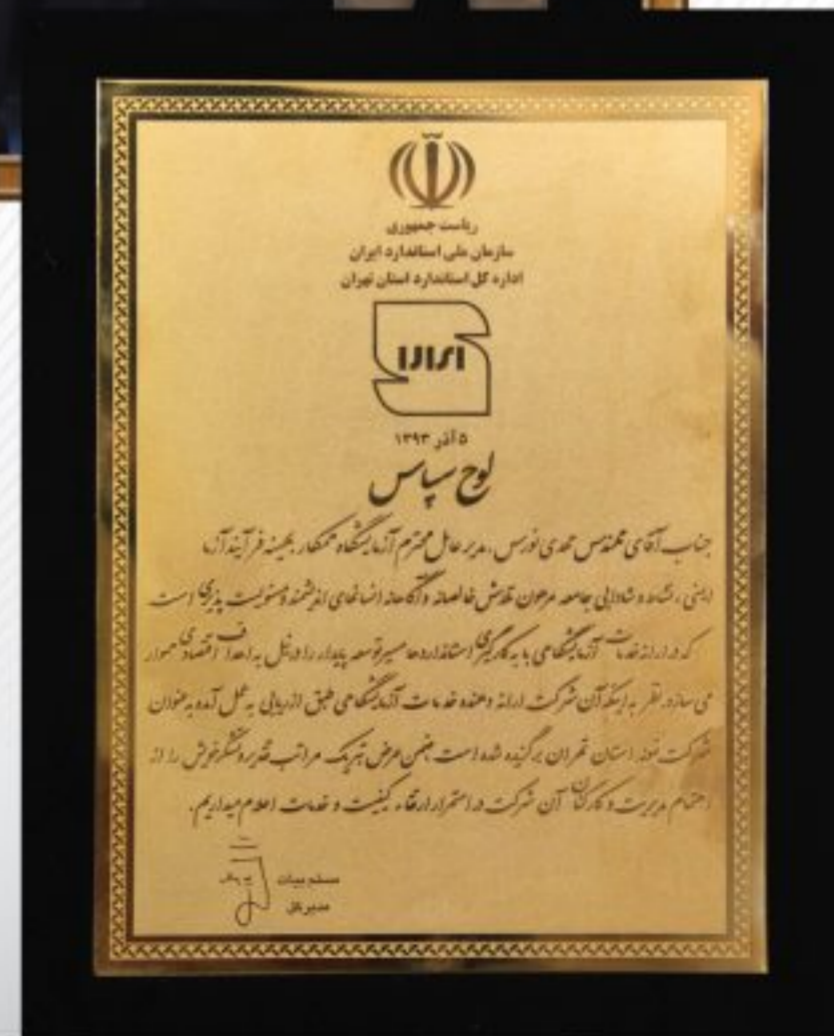 ریاست جمهوری
سازمان ملی استاندارد ایران
اداره کل استاندارد استان تهران
۵ آذر ۱۳۹۳
لوح سپاس
جناب آقای مهندس مهدی نورس، مدیر عامل محترم آزمایشگاه همکار بهینه فرآیند آزما
ایمنی، نشاط و شادابی جامعه مرهون تلاش خالصانه و آگاهانه انسانهای اندیشمند و مسئولیت پذیری است
که در ارائه خدمات آزمایشگاهی با به کارگیری استانداردها مسیر توسعه پایدار را در نیل به اهداف اقتصادی هموار
می سازد. نظر به اینکه آن شرکت ارائه دهنده خدمات آزمایشگاهی طبق ارزیابی به عمل آمده به عنوان
شرکت نمونه استان تهران برگزیده شده است ضمن عرض تبریک مراتب تقدیر و تشکر خویش را از
اهتمام مدیریت و کارکنان آن شرکت در استمرار ارتقاء کیفیت و خدمات اعلام میداریم.
مسلم بیات
مدیر کل